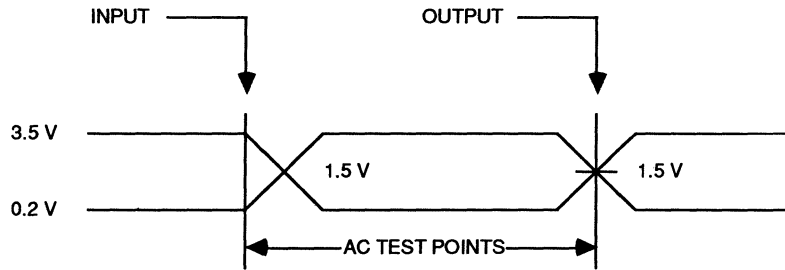 INPUT
OUTPUT
3.5 V
1.5 V
1.5 V
0.2 V
AC TEST POINTS